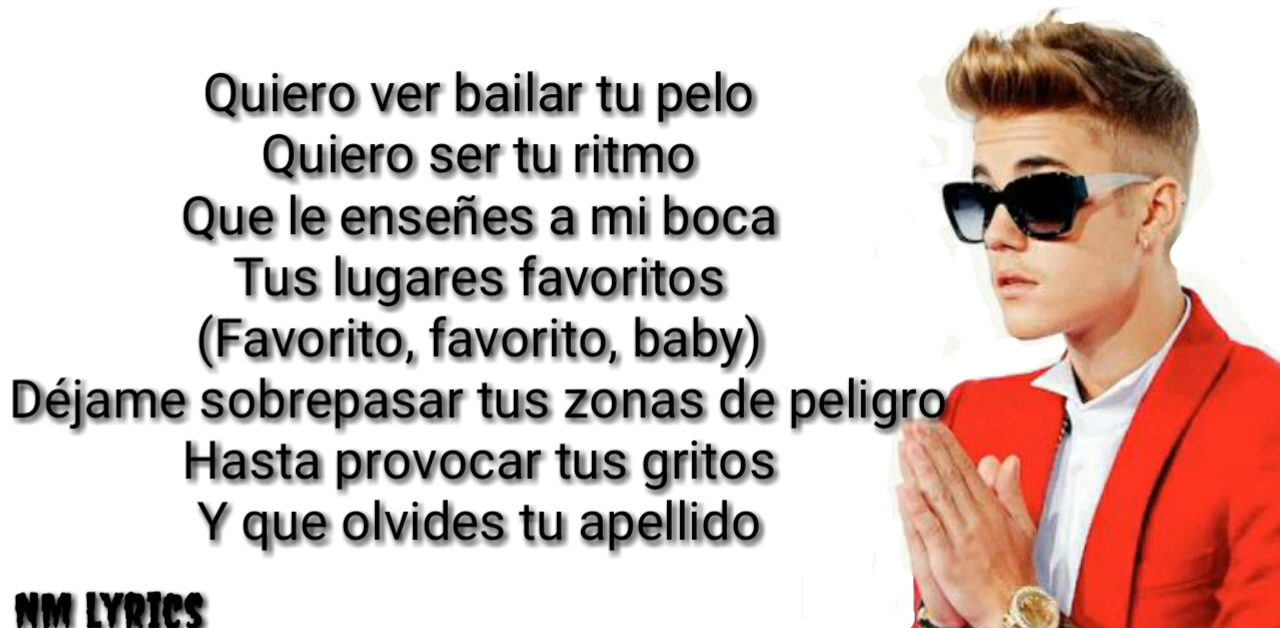 Quiero ver bailar tu pelo
Quiero ser tu ritmo
Que le enseñes a mi boca
Tus lugares favoritos
(Favorito, favorito, baby)
Déjame sobrepasar tus zonas de peligro
Hasta provocar tus gritos
Y que olvides tu apellido
NM LYRICS